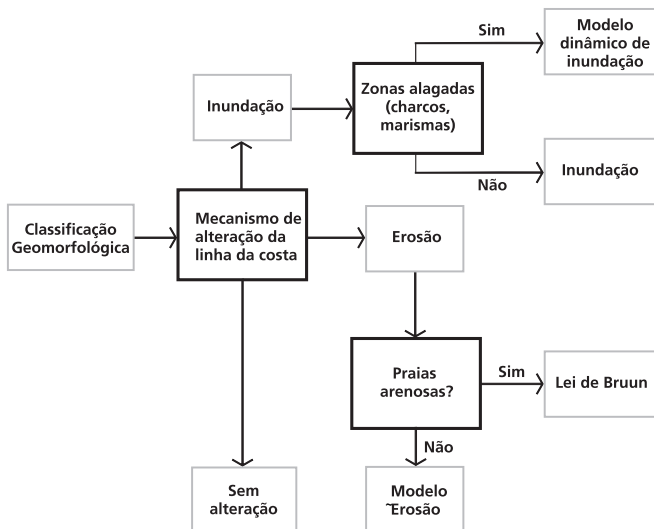 Classificação
Geomorfológica
Mecanismo de
alteração da
linha da costa
Inundação
Zonas alagadas
(charcos,
marismas)
Sim
Modelo
dinâmico de
inundação
Não
Inundação
Erosão
Praias
arenosas?
Sim
Lei de Bruun
Não
Modelo
~Erosão
Sem
alteração